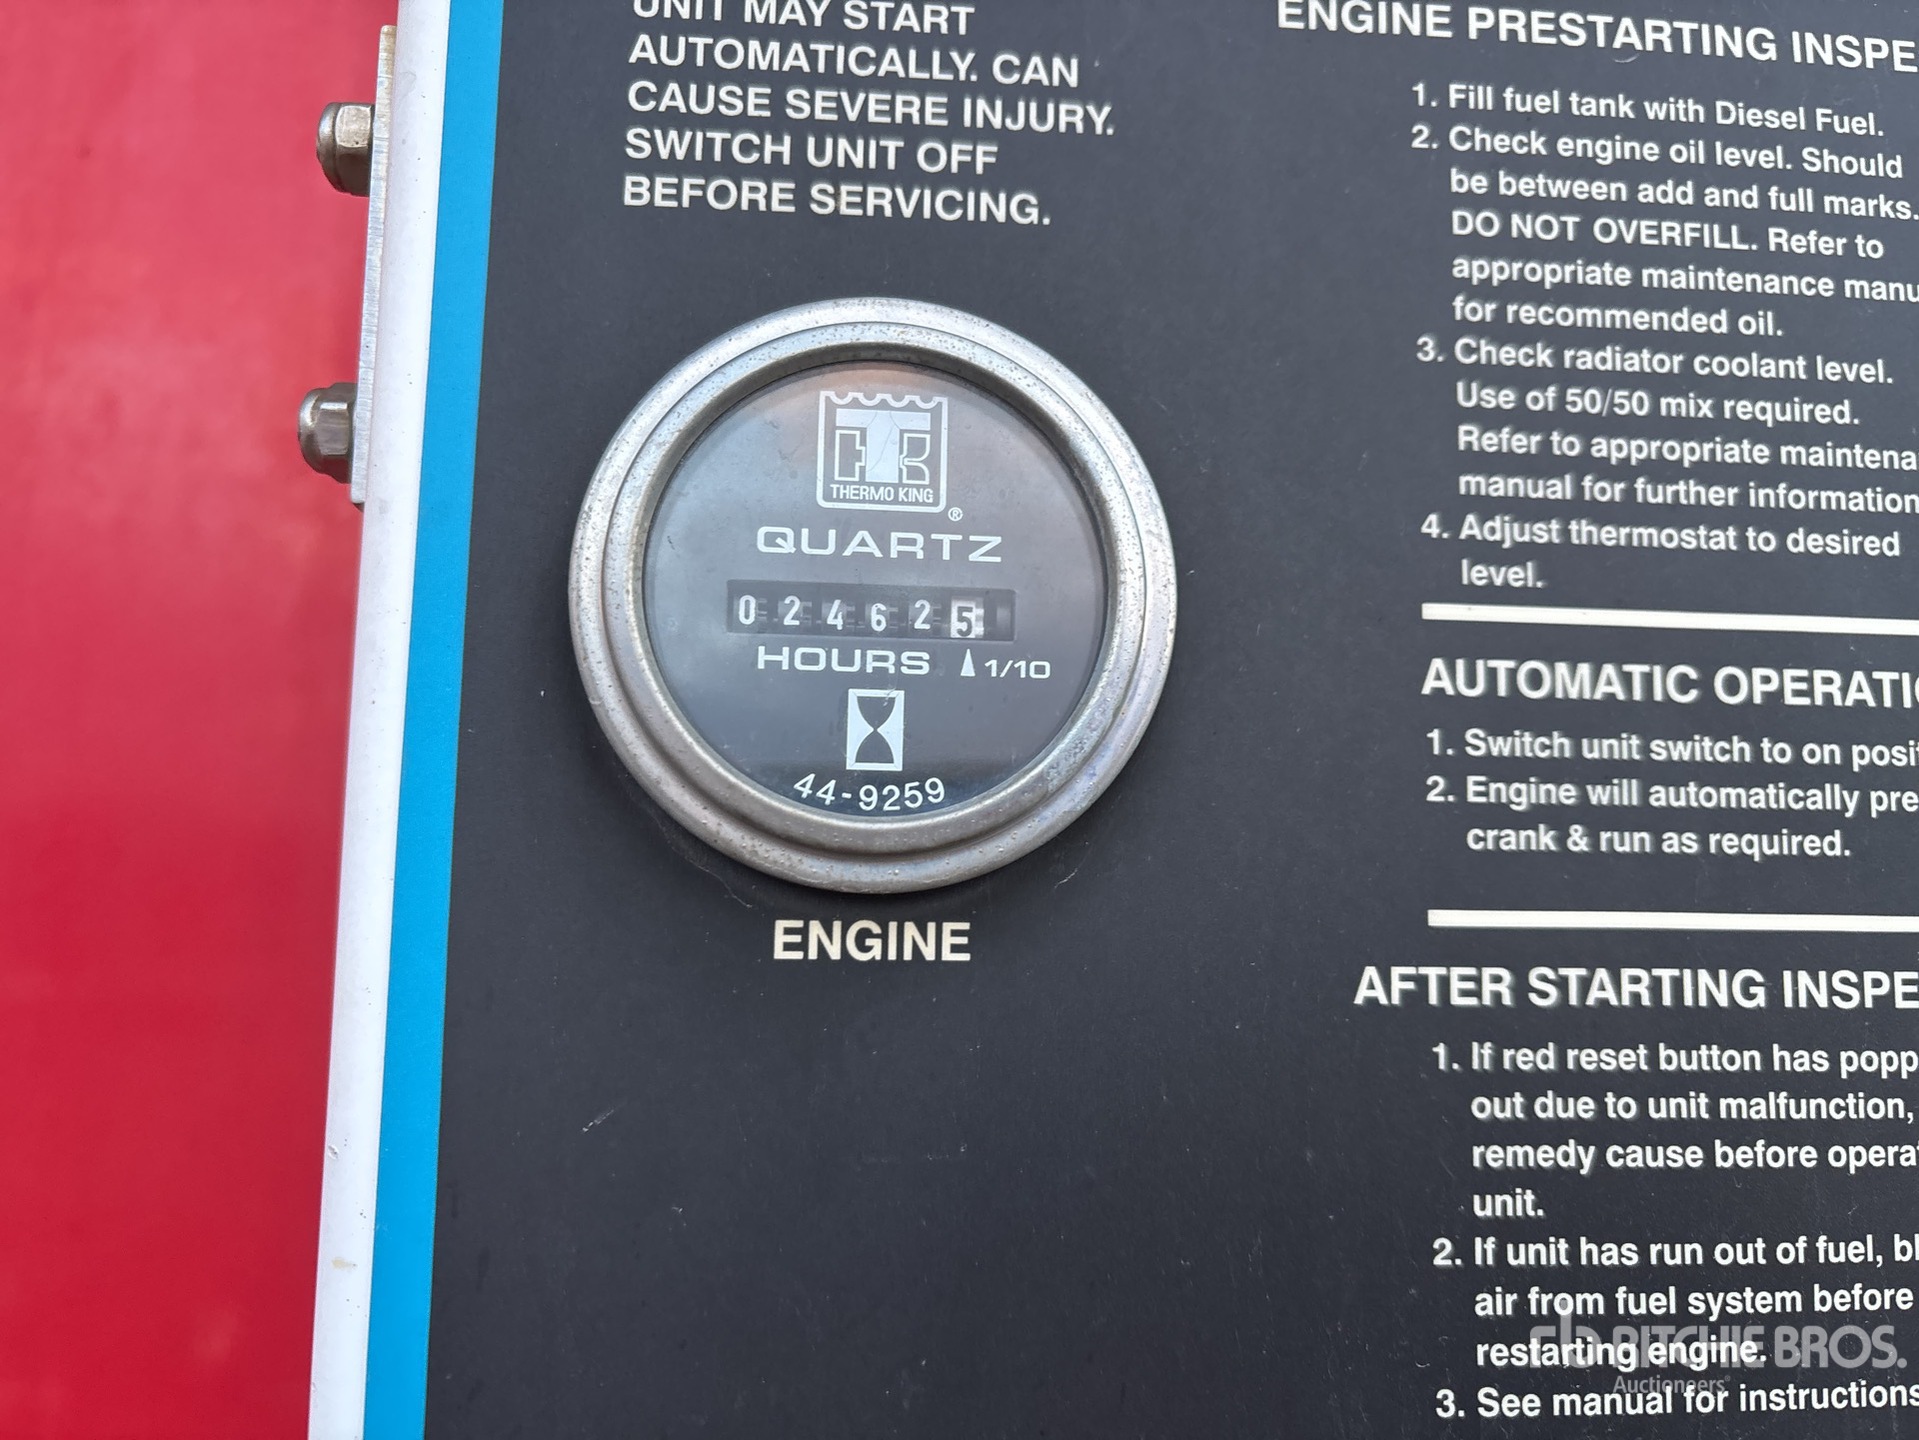 UNIT MAY START
AUTOMATICALLY. CAN
CAUSE SEVERE INJURY.
SWITCH UNIT OFF
BEFORE SERVICING.
THERMO KING
®
QUARTZ
0 2 4 6 2 5
HOURS 1/10
44-9259
ENGINE
ENGINE PRESTARTING INSPE
1. Fill fuel tank with Diesel Fuel.
2. Check engine oil level. Should
be between add and full marks.
DO NOT OVERFILL. Refer to
appropriate maintenance manu
for recommended oil.
3. Check radiator coolant level.
Use of 50/50 mix required.
Refer to appropriate maintena
manual for further information
4. Adjust thermostat to desired
level.
AUTOMATIC OPERATI
1. Switch unit switch to on posi
2. Engine will automatically pre
crank & run as required.
AFTER STARTING INSPE
1. If red reset button has popp
out due to unit malfunction,
remedy cause before opera
unit.
2. If unit has run out of fuel, bl
air from fuel system before
restarting engine.
3. See manual for instructions
rb RITCHIE BROS.
Auctioneers®